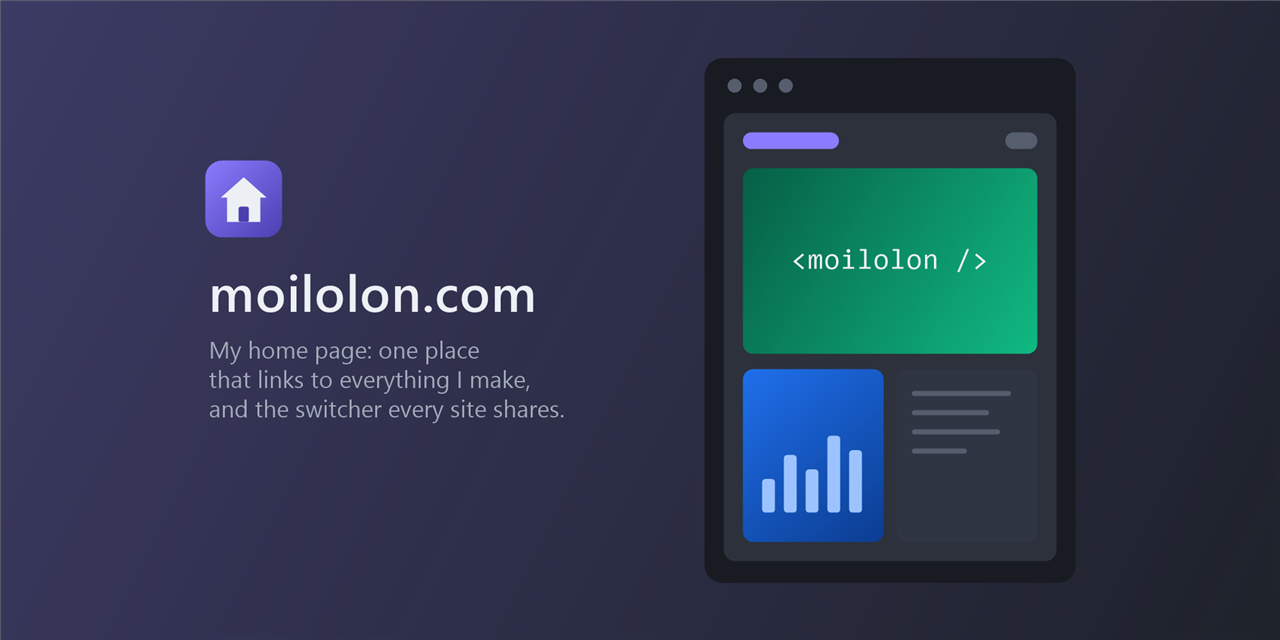 moilolon.com
My home page: one place
that links to everything I make,
and the switcher every site shares.
<moilolon />